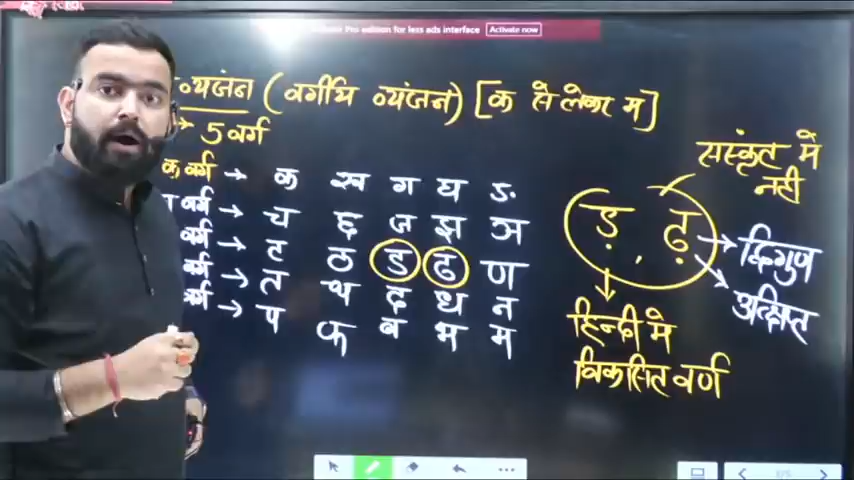 Pro edition for less ads interface Activate now
व्यजंन (वर्गीय व्यंजन) [क से लेकर म]
→ 5 वर्ग
क वर्ग → क ख ग घ ङ
वर्ग → च छ ज झ ञ
वर्ग → ट ठ ड ढ ण
वर्ग → त थ द ध न
वर्ग → प फ ब भ म
संस्कृत मे
नही
ड़ , ढ़
→ द्विगुण
→ उत्क्षित
हिन्दी मे
विकसित वर्ण